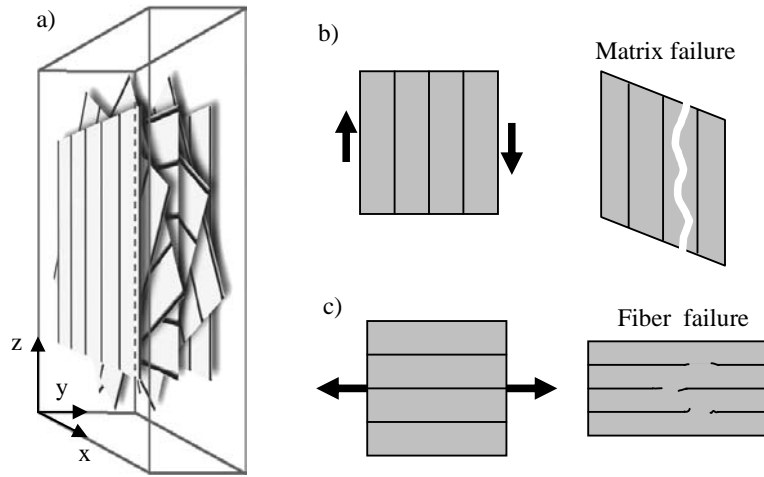 a)
z
y
x
b)
Matrix failure
c)
Fiber failure